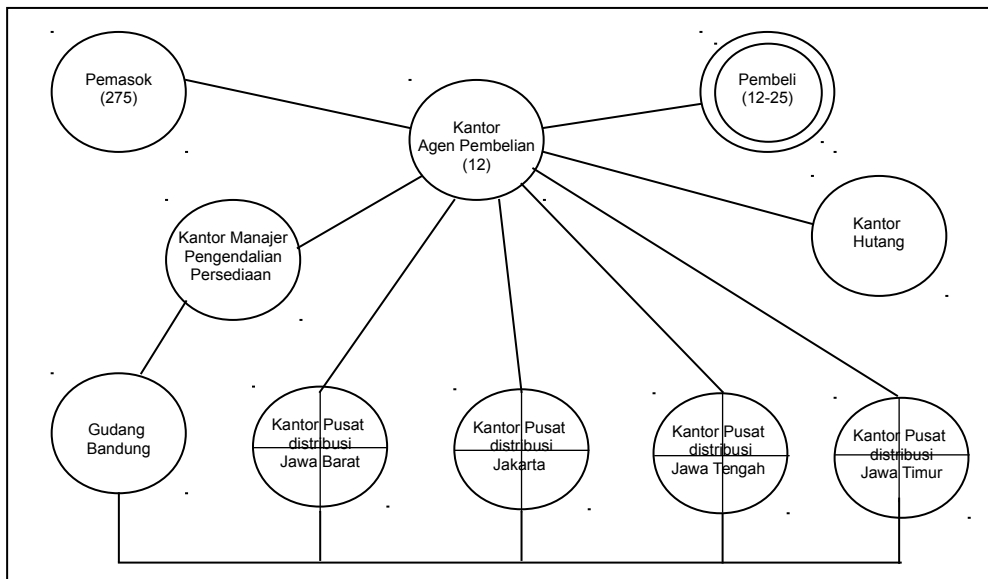 Pemasok
(275)
Kantor
Agen Pembelian
(12)
Pembeli
(12-25)
Kantor Manajer
Pengendalian
Persediaan
Kantor
Hutang
Gudang
Bandung
Kantor Pusat
distribusi
Jawa Barat
Kantor Pusat
distribusi
Jakarta
Kantor Pusat
distribusi
Jawa Tengah
Kantor Pusat
distribusi
Jawa Timur